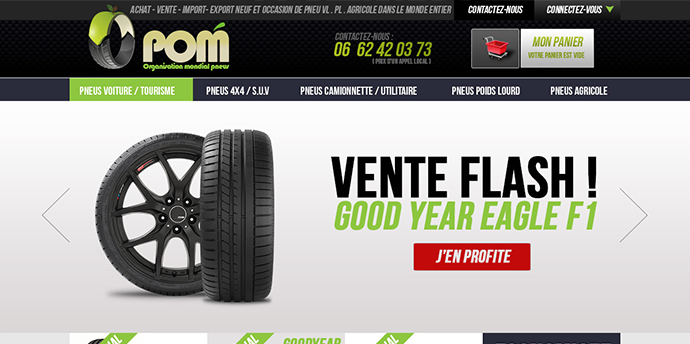 ACHAT - VENTE - IMPORT- EXPORT NEUF ET OCCASION DE PNEU VL . PL . AGRICOLE DANS LE MONDE ENTIER
CONTACTEZ-NOUS
CONNECTEZ-VOUS
POM
Organisation mondial pneus
CONTACTEZ-NOUS :
06 62 42 03 73
( PRIX D'UN APPEL LOCAL )
MON PANIER
VOTRE PANIER EST VIDE
PNEUS VOITURE / TOURISME
PNEUS 4X4 / S.U.V
PNEUS CAMIONNETTE / UTILITAIRE
PNEUS POIDS LOURD
PNEUS AGRICOLE
VENTE FLASH !
GOOD YEAR EAGLE F1
J'EN PROFITE
GOODYEAR